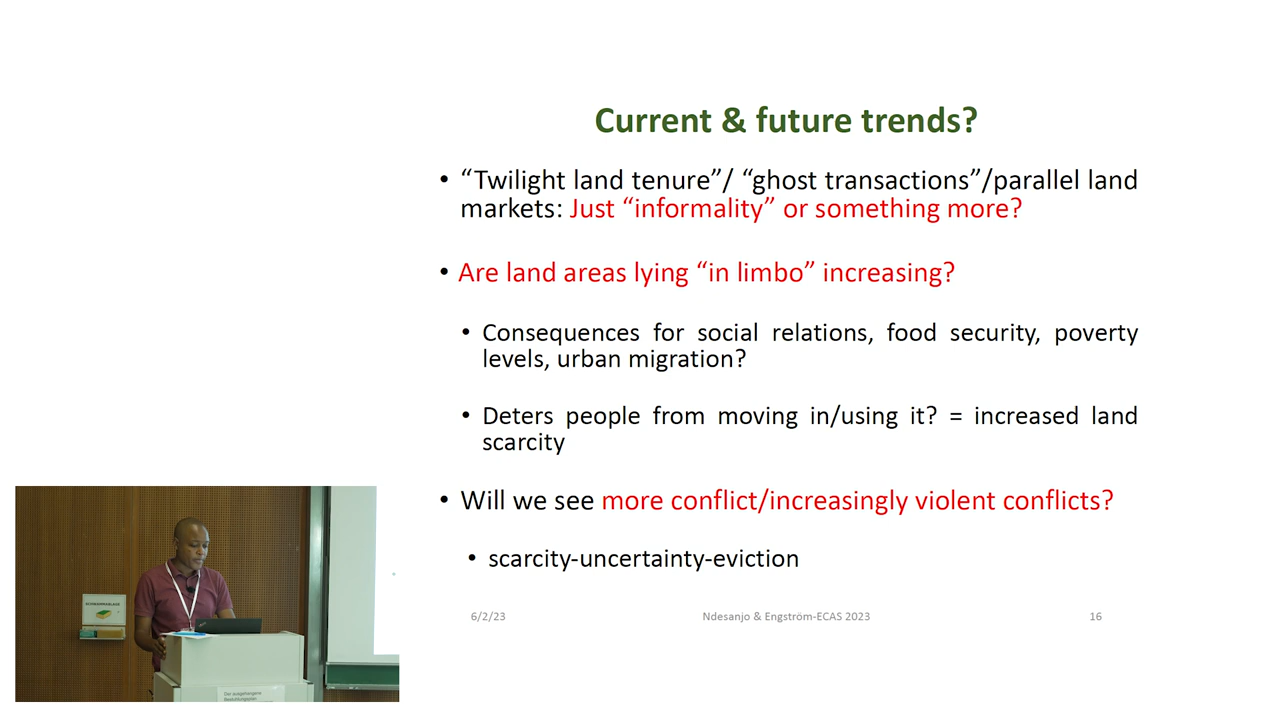 Current & future trends?
• “Twilight land tenure”/ “ghost transactions”/parallel land
markets: Just “informality” or something more?
• Are land areas lying “in limbo” increasing?
• Consequences for social relations, food security, poverty
levels, urban migration?
• Deters people from moving in/using it? = increased land
scarcity
• Will we see more conflict/increasingly violent conflicts?
• scarcity-uncertainty-eviction
6/2/23
Ndesanjo & Engström-ECAS 2023
16
Der ausgehangene